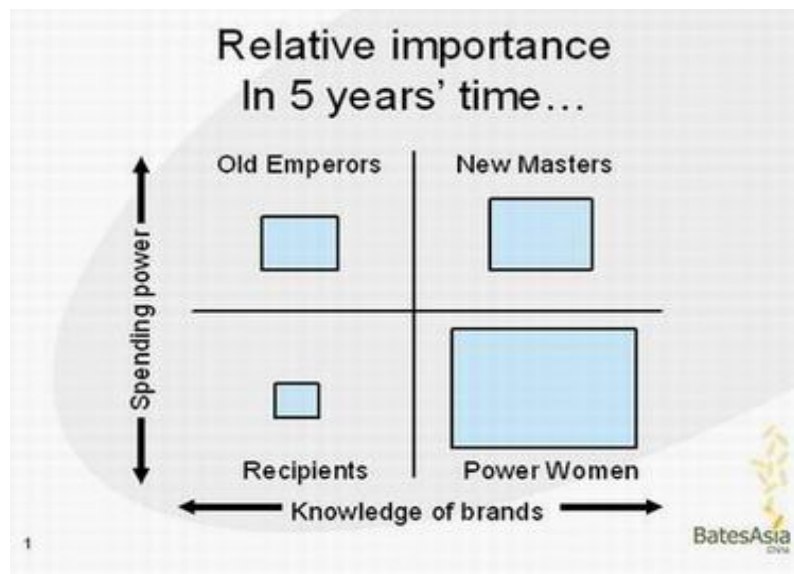 Relative importance
In 5 years' time…
Old Emperors
New Masters
Spending power
Recipients
Power Women
Knowledge of brands
1
BatesAsia
China